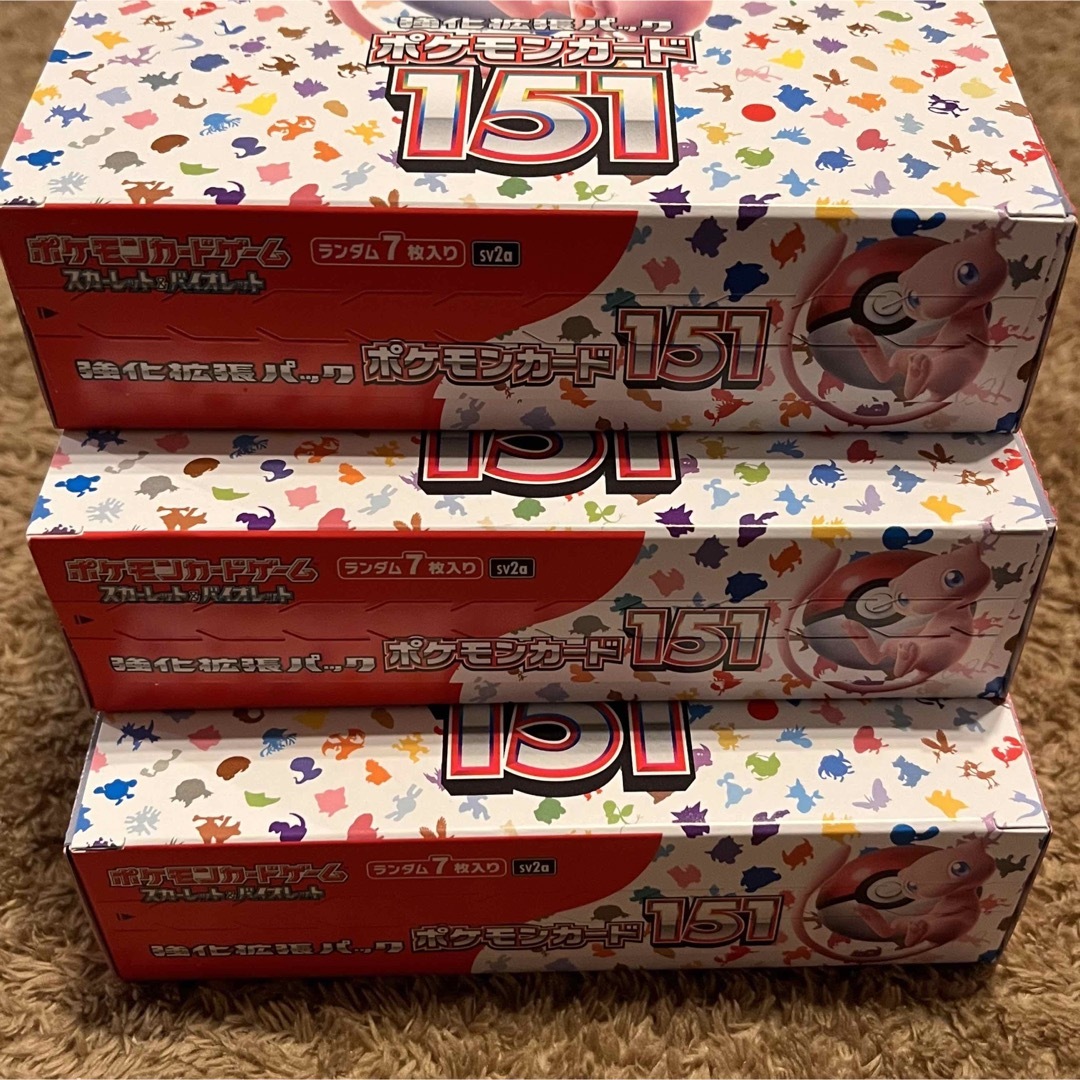 強化拡張パック
ポケモンカード
151
ポケモンカードゲーム
スカーレット&バイオレット
ランダム7枚入り sv2a
強化拡張パック ポケモンカード 151
151
ポケモンカードゲーム
スカーレット&バイオレット
ランダム7枚入り sv2a
強化拡張パック ポケモンカード 151
151
ポケモンカードゲーム
スカーレット&バイオレット
ランダム7枚入り sv2a
強化拡張パック ポケモンカード 151